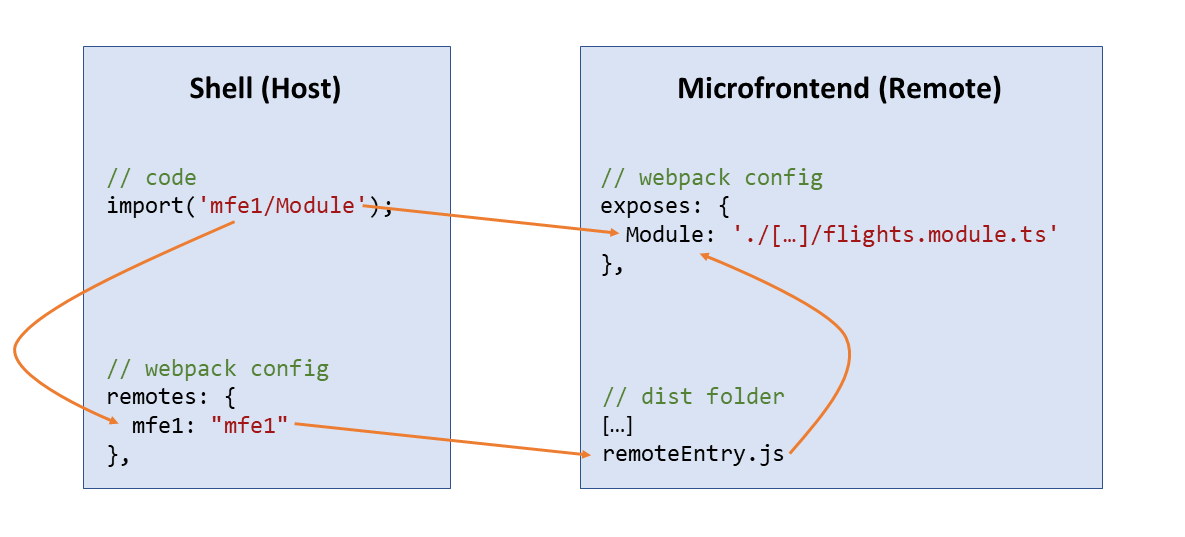 Shell (Host)
// code
import('mfe1/Module');
// webpack config
remotes: {
mfe1: "mfe1"
},
Microfrontend (Remote)
// webpack config
exposes: {
Module: './[…]/flights.module.ts'
},
// dist folder
[…]
remoteEntry.js